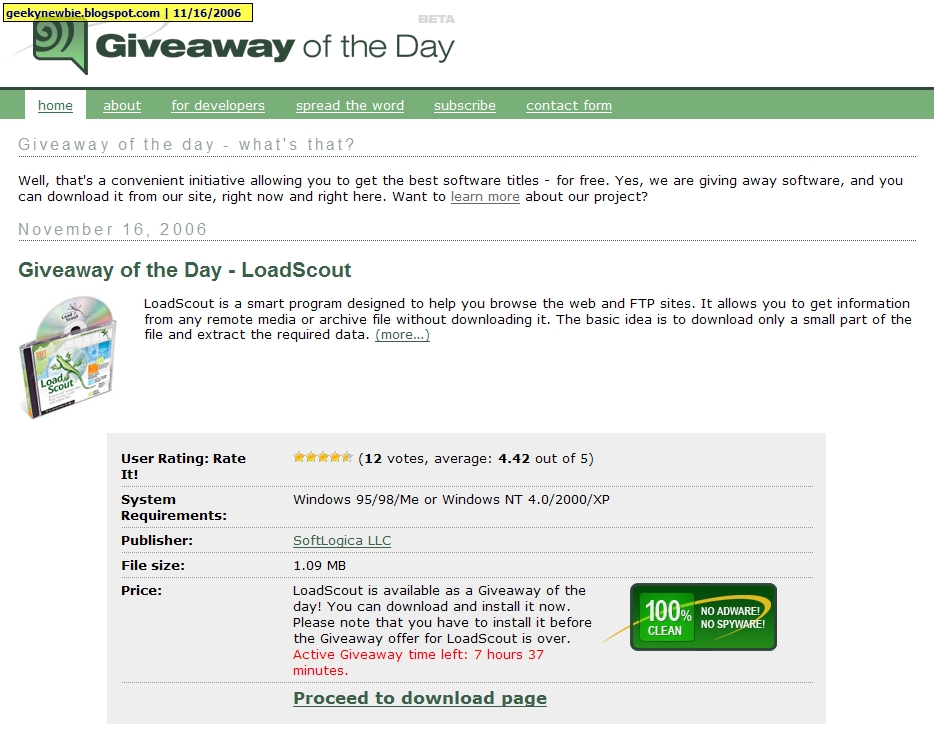 geekynewbie.blogspot.com | 11/16/2006
BETA
Giveaway of the Day
home about for developers spread the word subscribe contact form
Giveaway of the day - what's that?
Well, that's a convenient initiative allowing you to get the best software titles - for free. Yes, we are giving away software, and you
can download it from our site, right now and right here. Want to learn more about our project?
November 16, 2006
Giveaway of the Day - LoadScout
LoadScout is a smart program designed to help you browse the web and FTP sites. It allows you to get information
from any remote media or archive file without downloading it. The basic idea is to download only a small part of the
file and extract the required data. (more...)
Load
Scout
User Rating: Rate
It!
(12 votes, average: 4.42 out of 5)
System
Requirements:
Windows 95/98/Me or Windows NT 4.0/2000/XP
Publisher:
SoftLogica LLC
File size:
1.09 MB
Price:
LoadScout is available as a Giveaway of the
day! You can download and install it now.
Please note that you have to install it before
the Giveaway offer for LoadScout is over.
Active Giveaway time left: 7 hours 37
minutes.
100%
CLEAN
NO ADWARE!
NO SPYWARE!
Proceed to download page